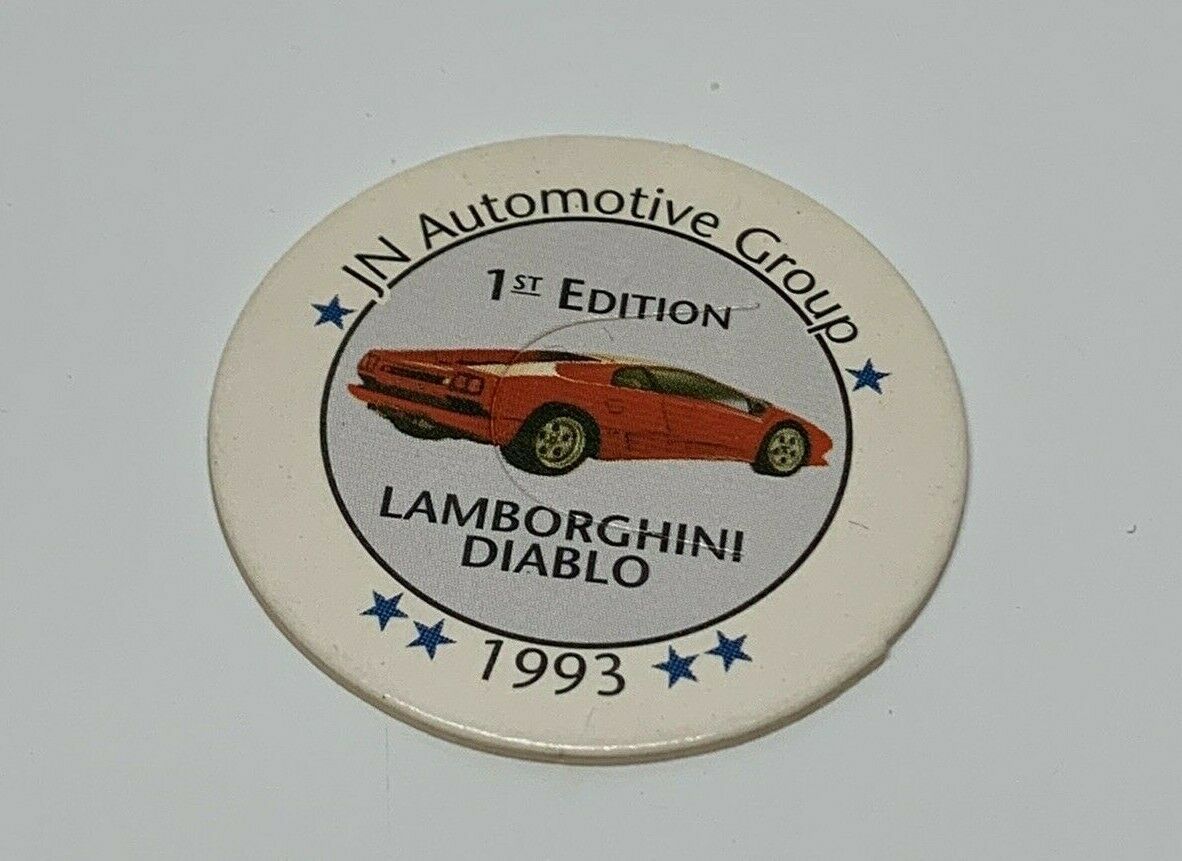 JN Automotive Group
1ST EDITION
LAMBORGHINI
DIABLO
1993